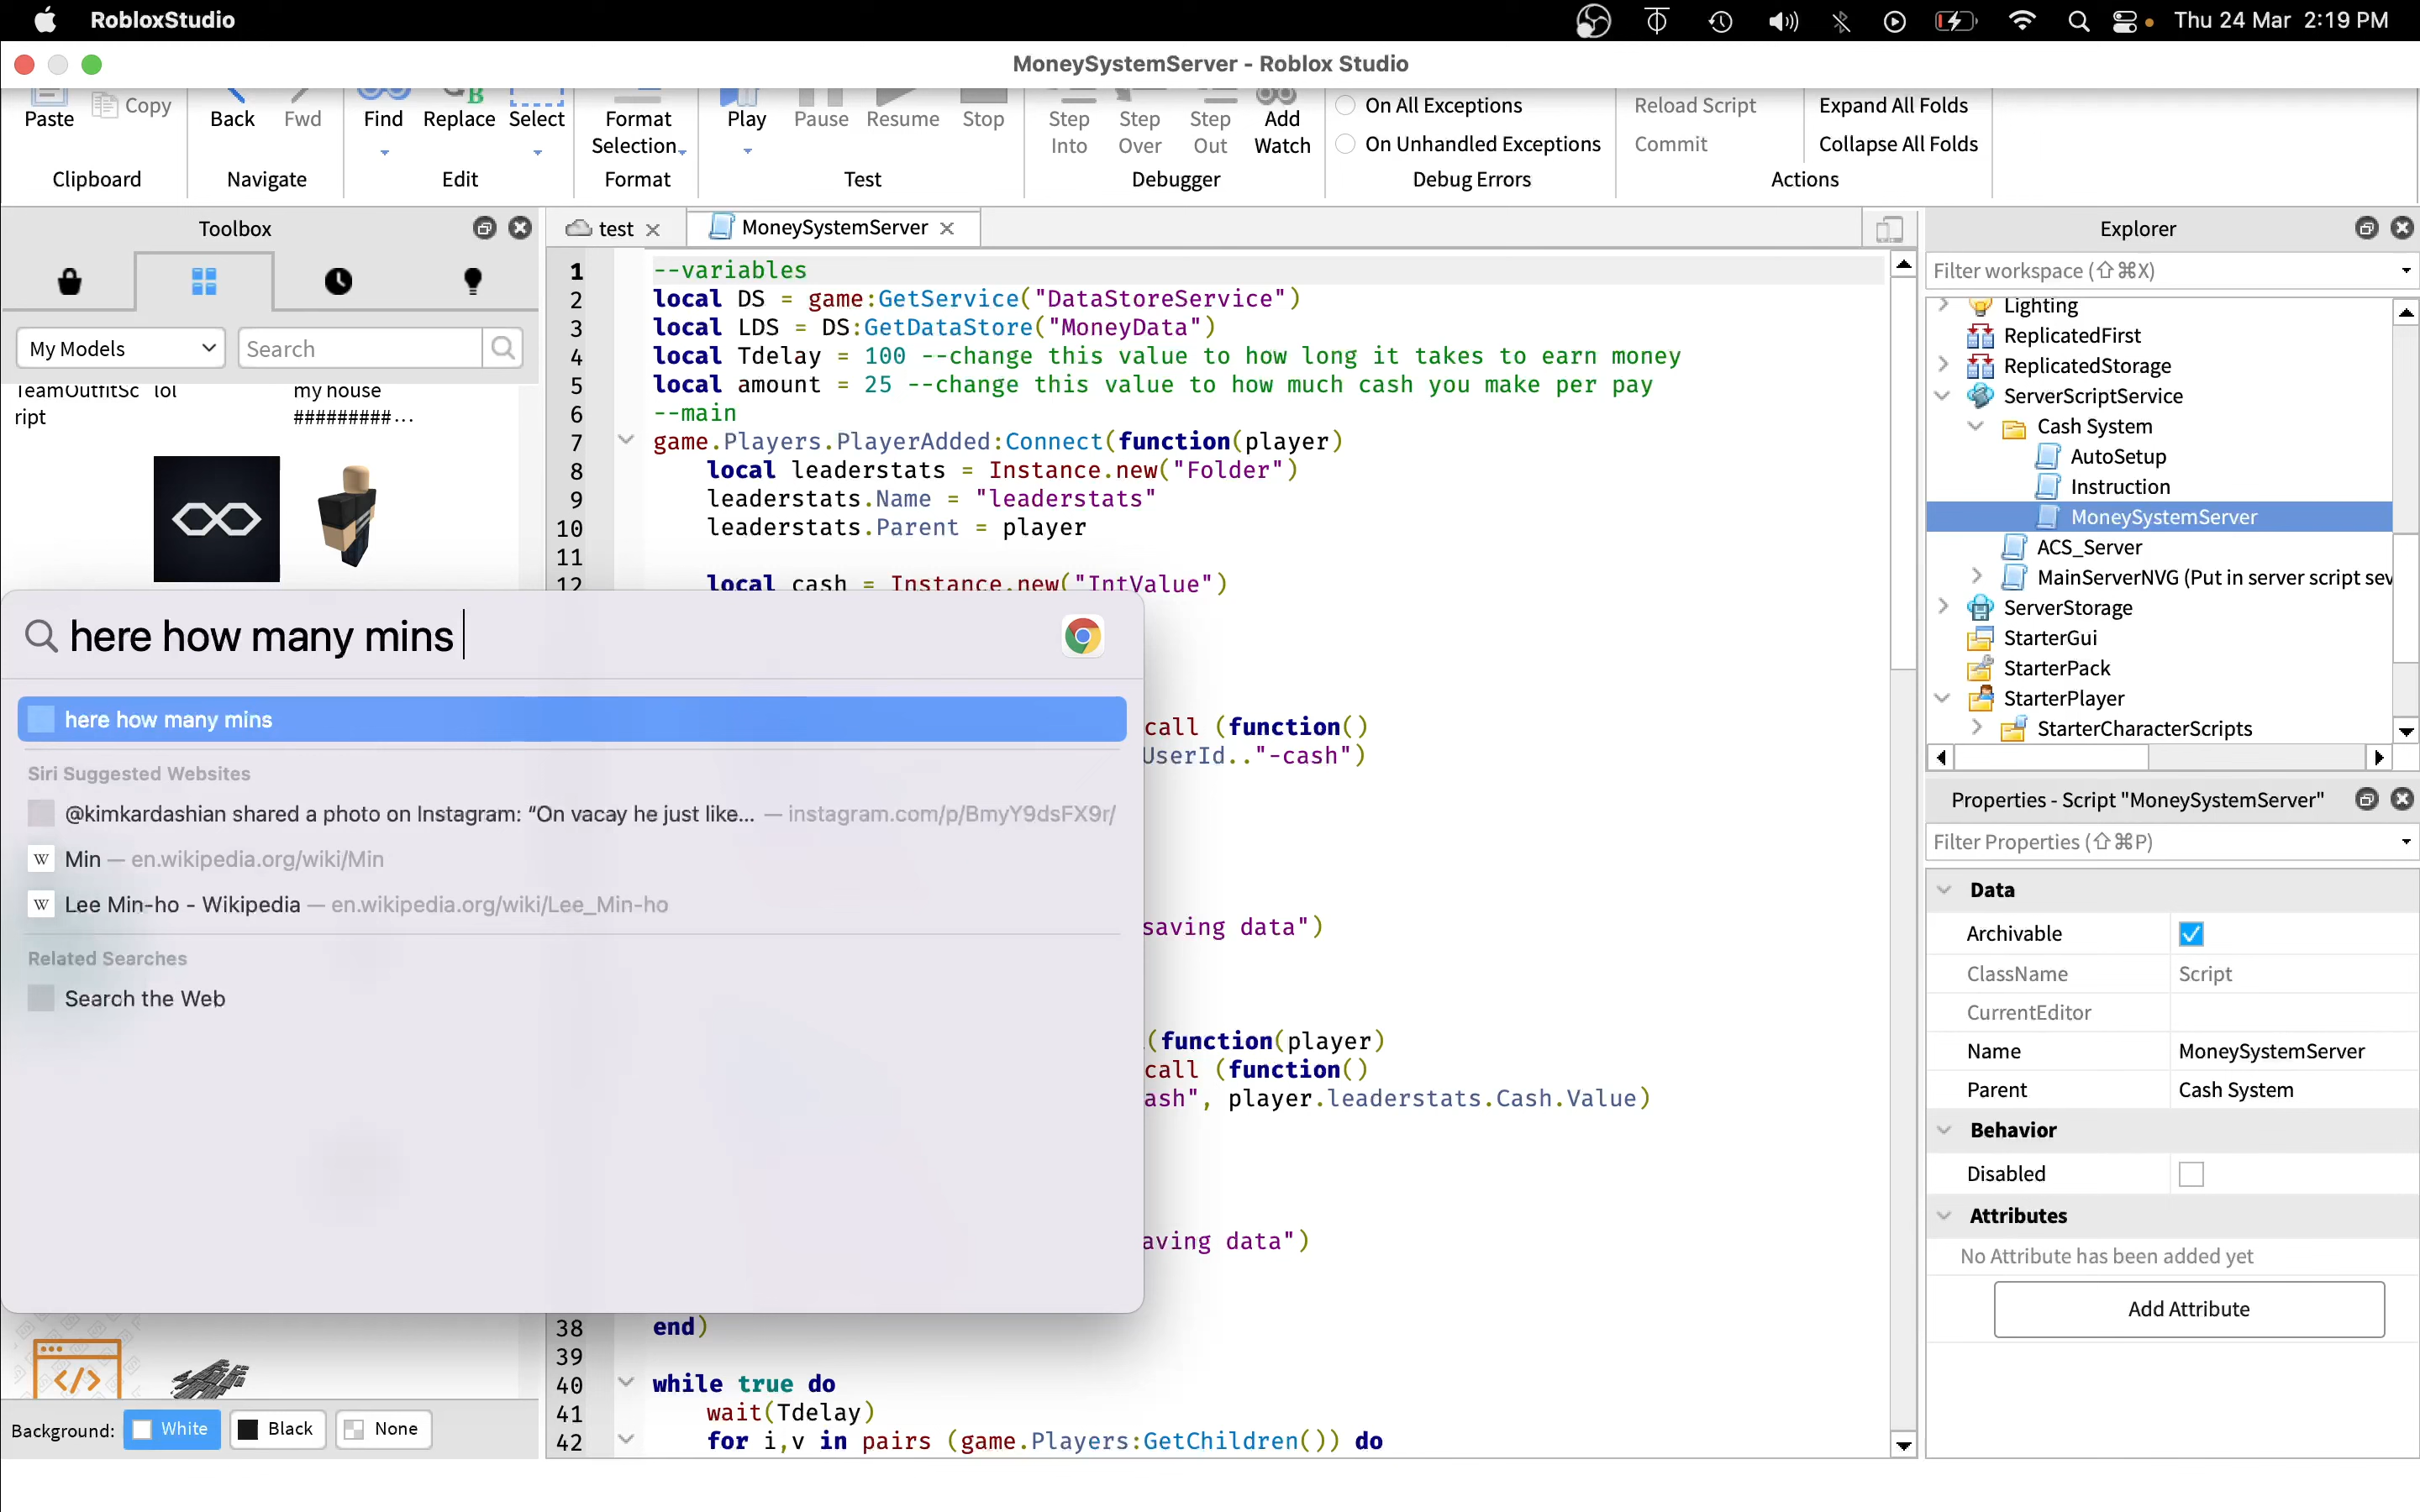 RobloxStudio
Thu 24 Mar 2:19 PM
MoneySystemServer - Roblox Studio
Paste
Copy
Back
Fwd
Find
Replace
Select
Format
Selection
Play
Pause
Resume
Stop
Step
Into
Step
Over
Step
Out
Add
Watch
On All Exceptions
On Unhandled Exceptions
Reload Script
Commit
Expand All Folds
Collapse All Folds
Clipboard
Navigate
Edit
Format
Test
Debugger
Debug Errors
Actions
Toolbox
My Models
Search
TeamOutfitSc
ript
lol
my house
#########...
test
MoneySystemServer
1 --variables
2 local DS = game:GetService("DataStoreService")
3 local LDS = DS:GetDataStore("MoneyData")
4 local Tdelay = 100 --change this value to how long it takes to earn money
5 local amount = 25 --change this value to how much cash you make per pay
6 --main
7 game.Players.PlayerAdded:Connect(function(player)
8 local leaderstats = Instance.new("Folder")
9 leaderstats.Name = "leaderstats"
10 leaderstats.Parent = player
11
12 local cash = Instance.new("IntValue")
here how many mins
here how many mins
Siri Suggested Websites
@kimkardashian shared a photo on Instagram: “On vacay he just like... — instagram.com/p/BmyY9dsFX9r/
Min — en.wikipedia.org/wiki/Min
Lee Min-ho - Wikipedia — en.wikipedia.org/wiki/Lee_Min-ho
Related Searches
Search the Web
call (function()
UserId.."-cash")
saving data")
(function(player)
call (function()
ash", player.leaderstats.Cash.Value)
aving data")
38 end)
39
40 while true do
41 wait(Tdelay)
42 for i,v in pairs (game.Players:GetChildren()) do
Background:
White
Black
None
Explorer
Filter workspace (⇧⌘X)
Lighting
ReplicatedFirst
ReplicatedStorage
ServerScriptService
Cash System
AutoSetup
Instruction
MoneySystemServer
ACS_Server
MainServerNVG (Put in server script sev
ServerStorage
StarterGui
StarterPack
StarterPlayer
StarterCharacterScripts
Properties - Script "MoneySystemServer"
Filter Properties (⇧⌘P)
Data
Archivable
ClassName Script
CurrentEditor
Name MoneySystemServer
Parent Cash System
Behavior
Disabled
Attributes
No Attribute has been added yet
Add Attribute